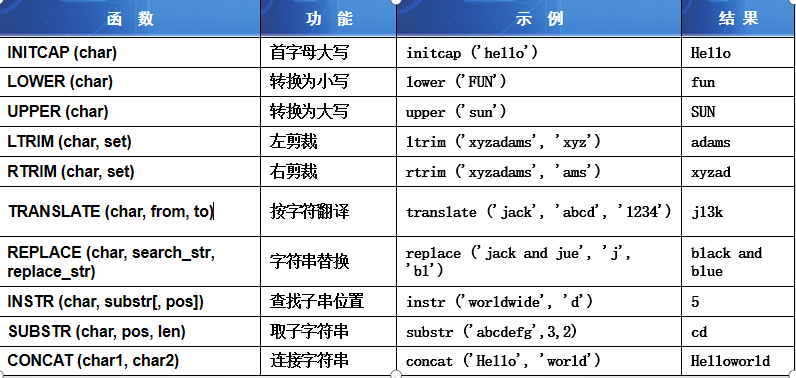 函 数 功 能 示 例 结 果
INITCAP (char) 首字母大写 initcap ('hello') Hello
LOWER (char) 转换为小写 lower ('FUN') fun
UPPER (char) 转换为大写 upper ('sun') SUN
LTRIM (char, set) 左剪裁 ltrim ('xyzadams', 'xyz') adams
RTRIM (char, set) 右剪裁 rtrim ('xyzadams', 'ams') xyzad
TRANSLATE (char, from, to) 按字符翻译 translate ('jack', 'abcd', '1234') j13k
REPLACE (char, search_str,
replace_str) 字符串替换 replace ('jack and jue', 'j',
'bl') black and
blue
INSTR (char, substr[, pos]) 查找子串位置 instr ('worldwide', 'd') 5
SUBSTR (char, pos, len) 取子字符串 substr ('abcdefg',3,2) cd
CONCAT (char1, char2) 连接字符串 concat ('Hello', 'world') Helloworld